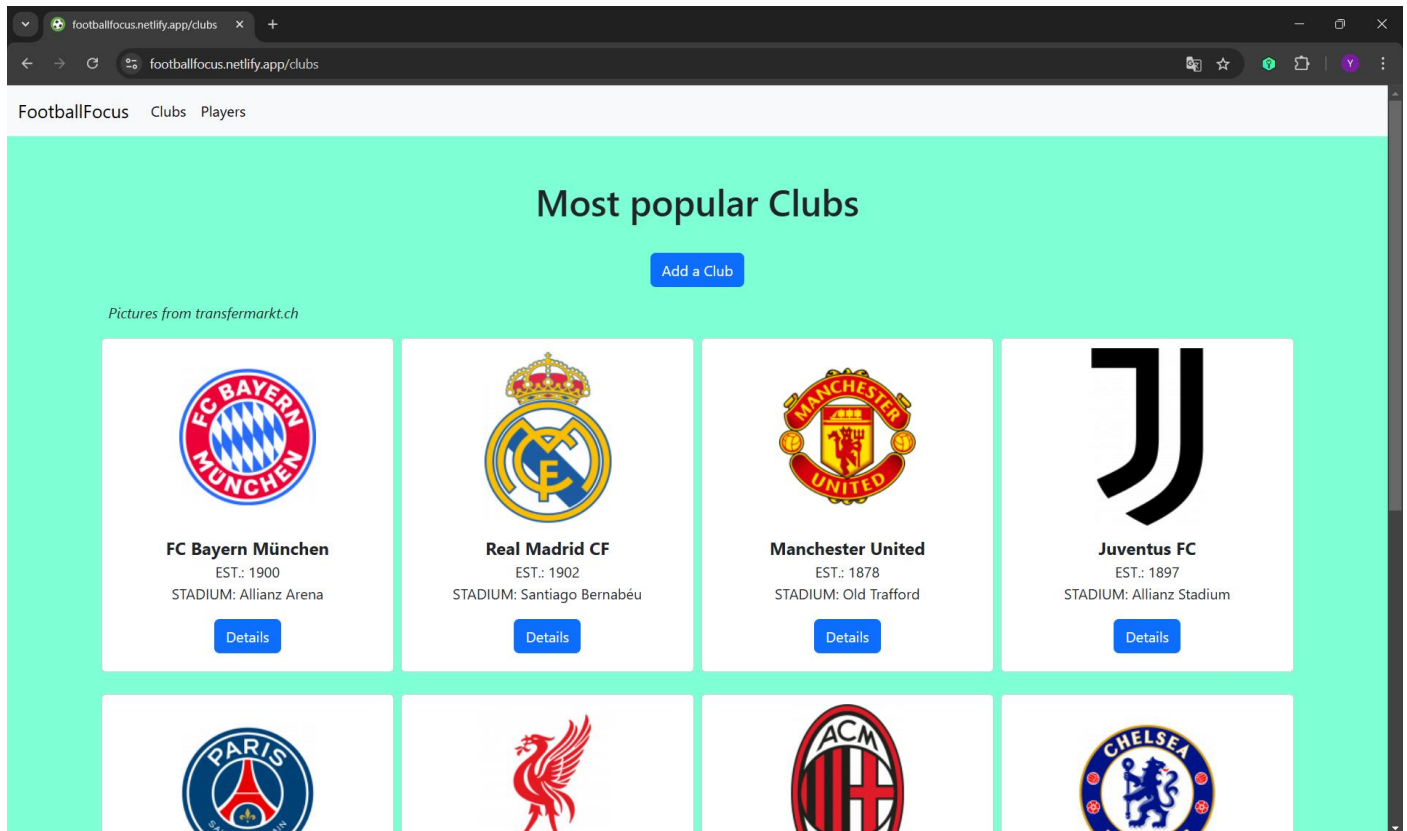 footballfocus.netlify.app/clubs
footballfocus.netlify.app/clubs
Y
FootballFocus Clubs Players
Most popular Clubs
Add a Club
Pictures from transfermarkt.ch
FC BAYERN MÜNCHEN
MANCHESTER UNITED
FC Bayern München
EST.: 1900
STADIUM: Allianz Arena
Details
Real Madrid CF
EST.: 1902
STADIUM: Santiago Bernabéu
Details
Manchester United
EST.: 1878
STADIUM: Old Trafford
Details
Juventus FC
EST.: 1897
STADIUM: Allianz Stadium
Details
PARIS
ACM
CHELSEA